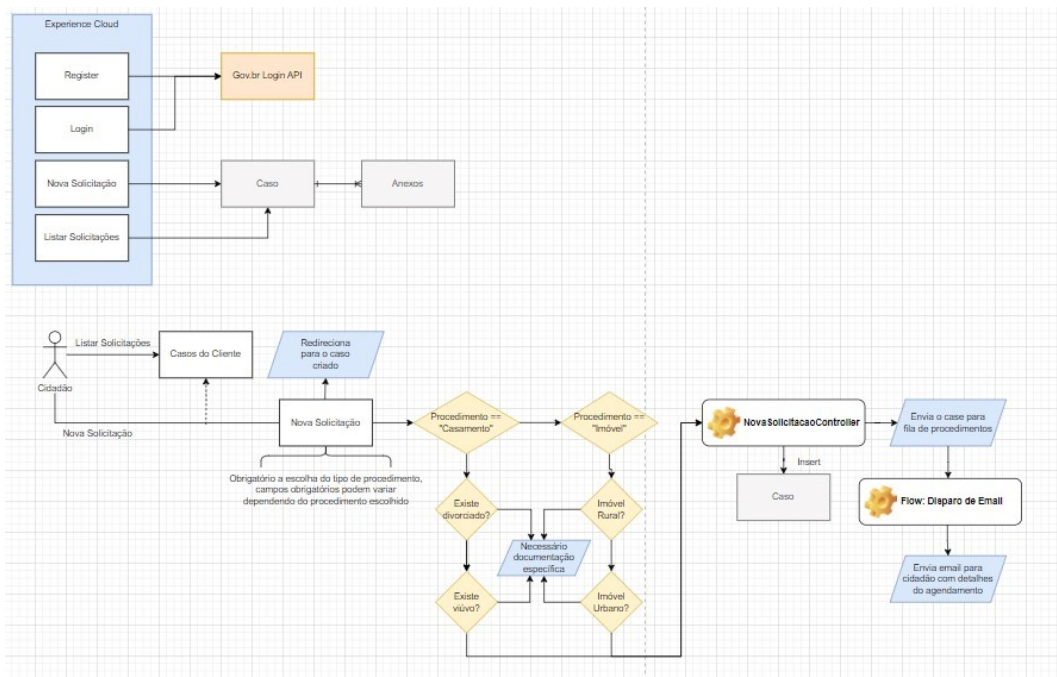 Experience Cloud
Register
Gov.br Login API
Login
Nova Solicitação
Caso
Anexos
Listar Solicitações
Listar Solicitações
Cidadão
Casos do Cliente
Redireciona
para o caso
criado
Nova Solicitação
Nova Solicitação
Obrigatório a escolha do tipo de procedimento,
campos obrigatórios podem variar
dependendo do procedimento escolhido
Procedimento ==
"Casamento"
Procedimento ==
"Imóvel"
Existe
divorciado?
Imóvel
Rural?
Necessário
documentação
específica
Existe
viúvo?
Imóvel
Urbano?
NovaSolicitacaoController
Insert
Caso
Envia o case para
fila de procedimentos
Flow: Disparo de Email
Envia email para
cidadão com detalhes
do agendamento